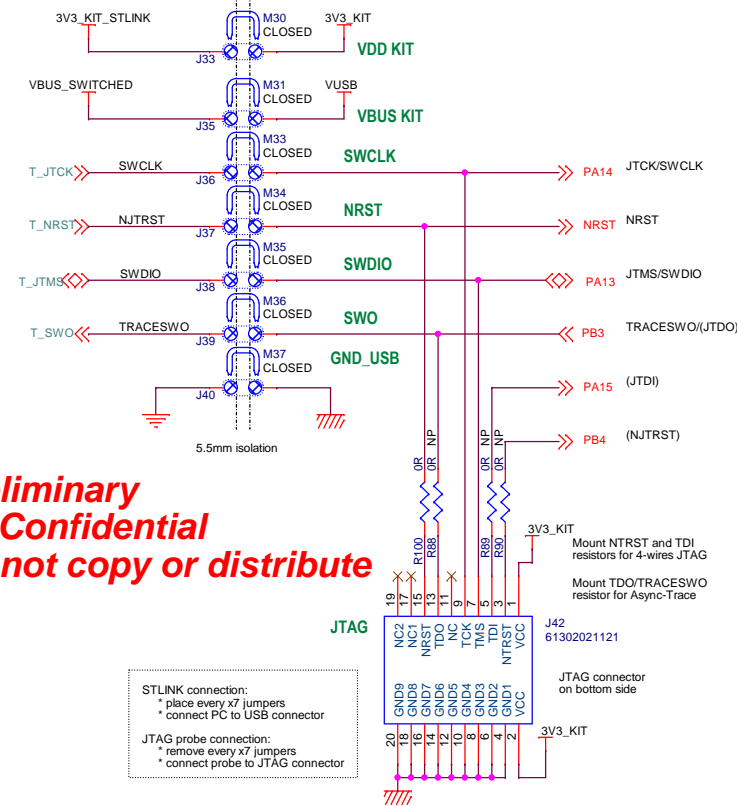 3V3_KIT_STLINK
M30
CLOSED
3V3_KIT
J33
VDD KIT
VBUS_SWITCHED
M31
CLOSED
VUSB
J35
VBUS KIT
M33
CLOSED
T_JTCK
SWCLK
J36
SWCLK
PA14
JTCK/SWCLK
M34
CLOSED
T_NRST
NJTRST
J37
NRST
NRST
NRST
M35
CLOSED
T_JTMS
SWDIO
J38
SWDIO
PA13
JTMS/SWDIO
M36
CLOSED
T_SWO
TRACESWO
J39
SWO
PB3
TRACESWO/(JTDO)
M37
CLOSED
GND_USB
J40
PA15
(JTDI)
5.5mm isolation
PB4
(NJTRST)
0R
0R NP
0R NP
0R NP
R100
R88
R89
R90
eliminary
Confidential
not copy or distribute
3V3_KIT
Mount NTRST and TDI
resistors for 4-wires JTAG
Mount TDO/TRACESWO
resistor for Async-Trace
19
17
15
13
11
9
7
5
3
1
JTAG
NC2
NC1
NRST
TDO
NC
TCK
TMS
TDI
NTRST
VCC
J42
61302021121
GND9
GND8
GND7
GND6
GND5
GND4
GND3
GND2
GND1
VCC
JTAG connector
on bottom side
20
18
16
14
12
10
8
6
4
2
3V3_KIT
STLINK connection:
* place every x7 jumpers
* connect PC to USB connector
JTAG probe connection:
* remove every x7 jumpers
* connect probe to JTAG connector